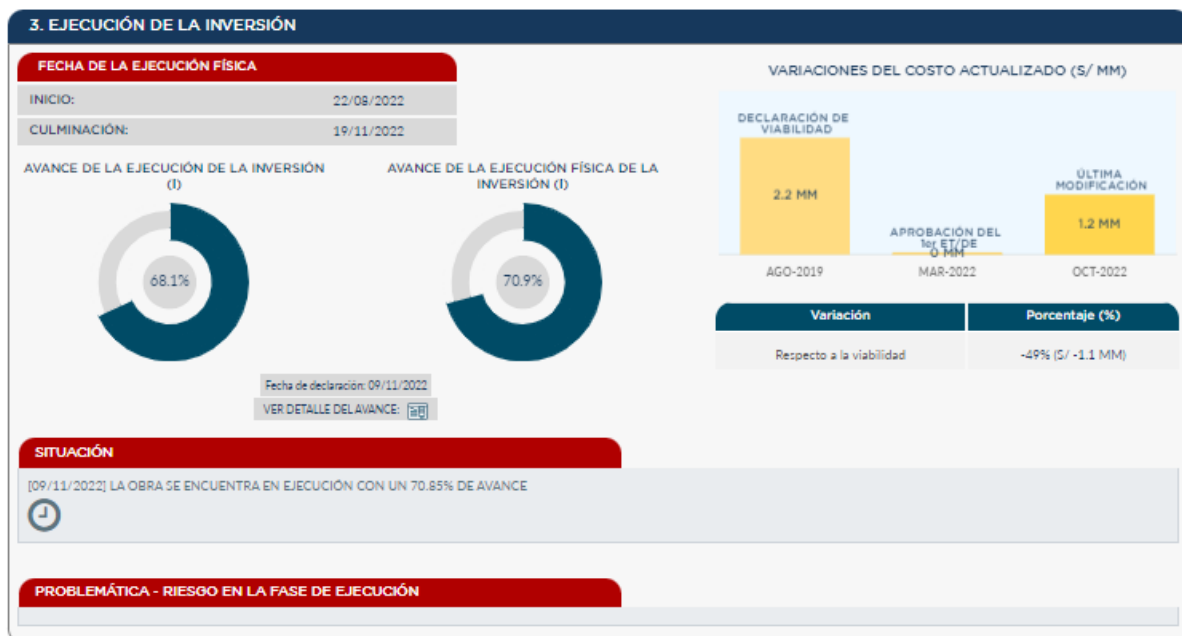 3. EJECUCIÓN DE LA INVERSIÓN
FECHA DE LA EJECUCIÓN FÍSICA
INICIO: 22/08/2022
CULMINACIÓN: 19/11/2022
AVANCE DE LA EJECUCIÓN DE LA INVERSIÓN
(I)
68.1%
AVANCE DE LA EJECUCIÓN FÍSICA DE LA
INVERSIÓN (I)
70.9%
Fecha de declaración: 09/11/2022
VER DETALLE DEL AVANCE:
VARIACIONES DEL COSTO ACTUALIZADO (S/ MM)
DECLARACIÓN DE
VIABILIDAD
2.2 MM
APROBACIÓN DEL
1er ET/DE
0 MM
ÚLTIMA
MODIFICACIÓN
1.2 MM
AGO-2019 MAR-2022 OCT-2022
Variación Porcentaje (%)
Respecto a la viabilidad -49% (S/ -1.1 MM)
SITUACIÓN
[09/11/2022] LA OBRA SE ENCUENTRA EN EJECUCIÓN CON UN 70.85% DE AVANCE
PROBLEMÁTICA - RIESGO EN LA FASE DE EJECUCIÓN